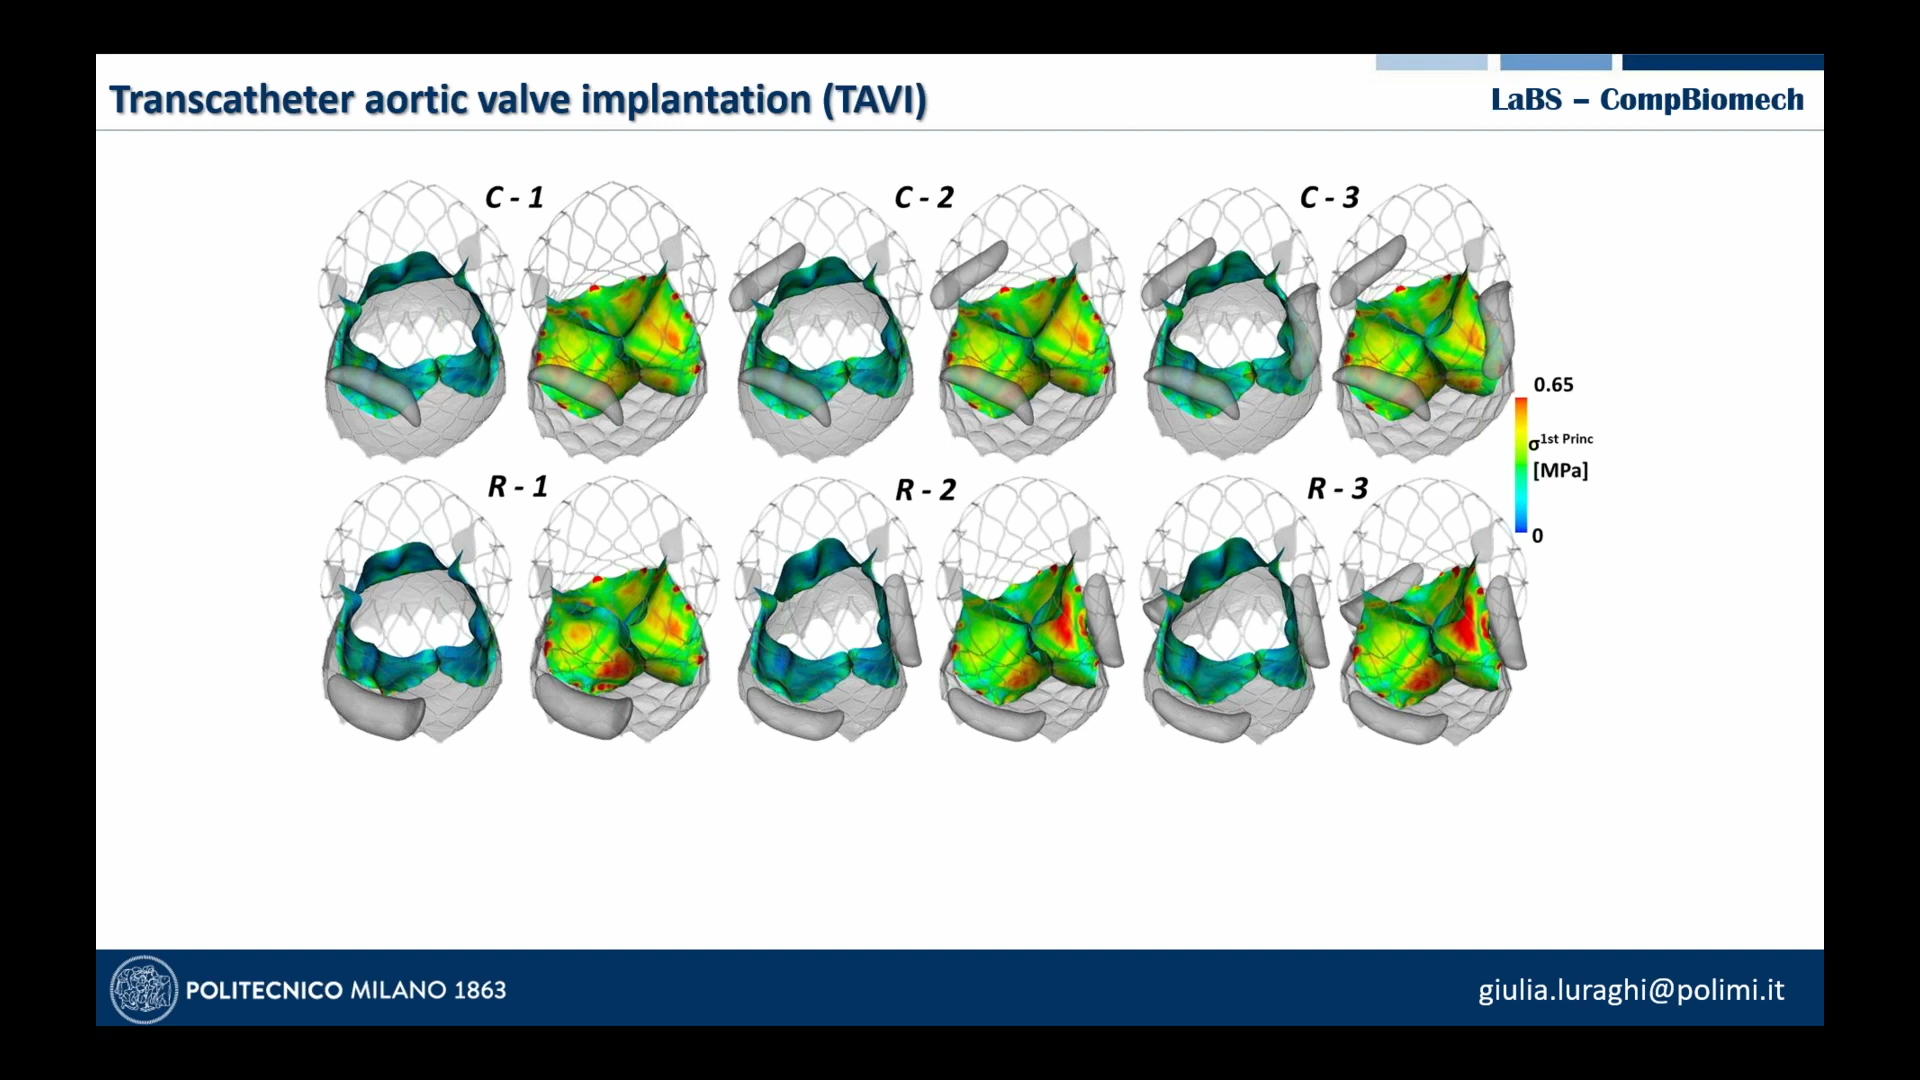 Transcatheter aortic valve implantation (TAVI)
LaBS – CompBiomech
C - 1
C - 2
C - 3
0.65
σ1st Princ
[MPa]
0
R - 1
R - 2
R - 3
POLITECNICO MILANO 1863
giulia.luraghi@polimi.it